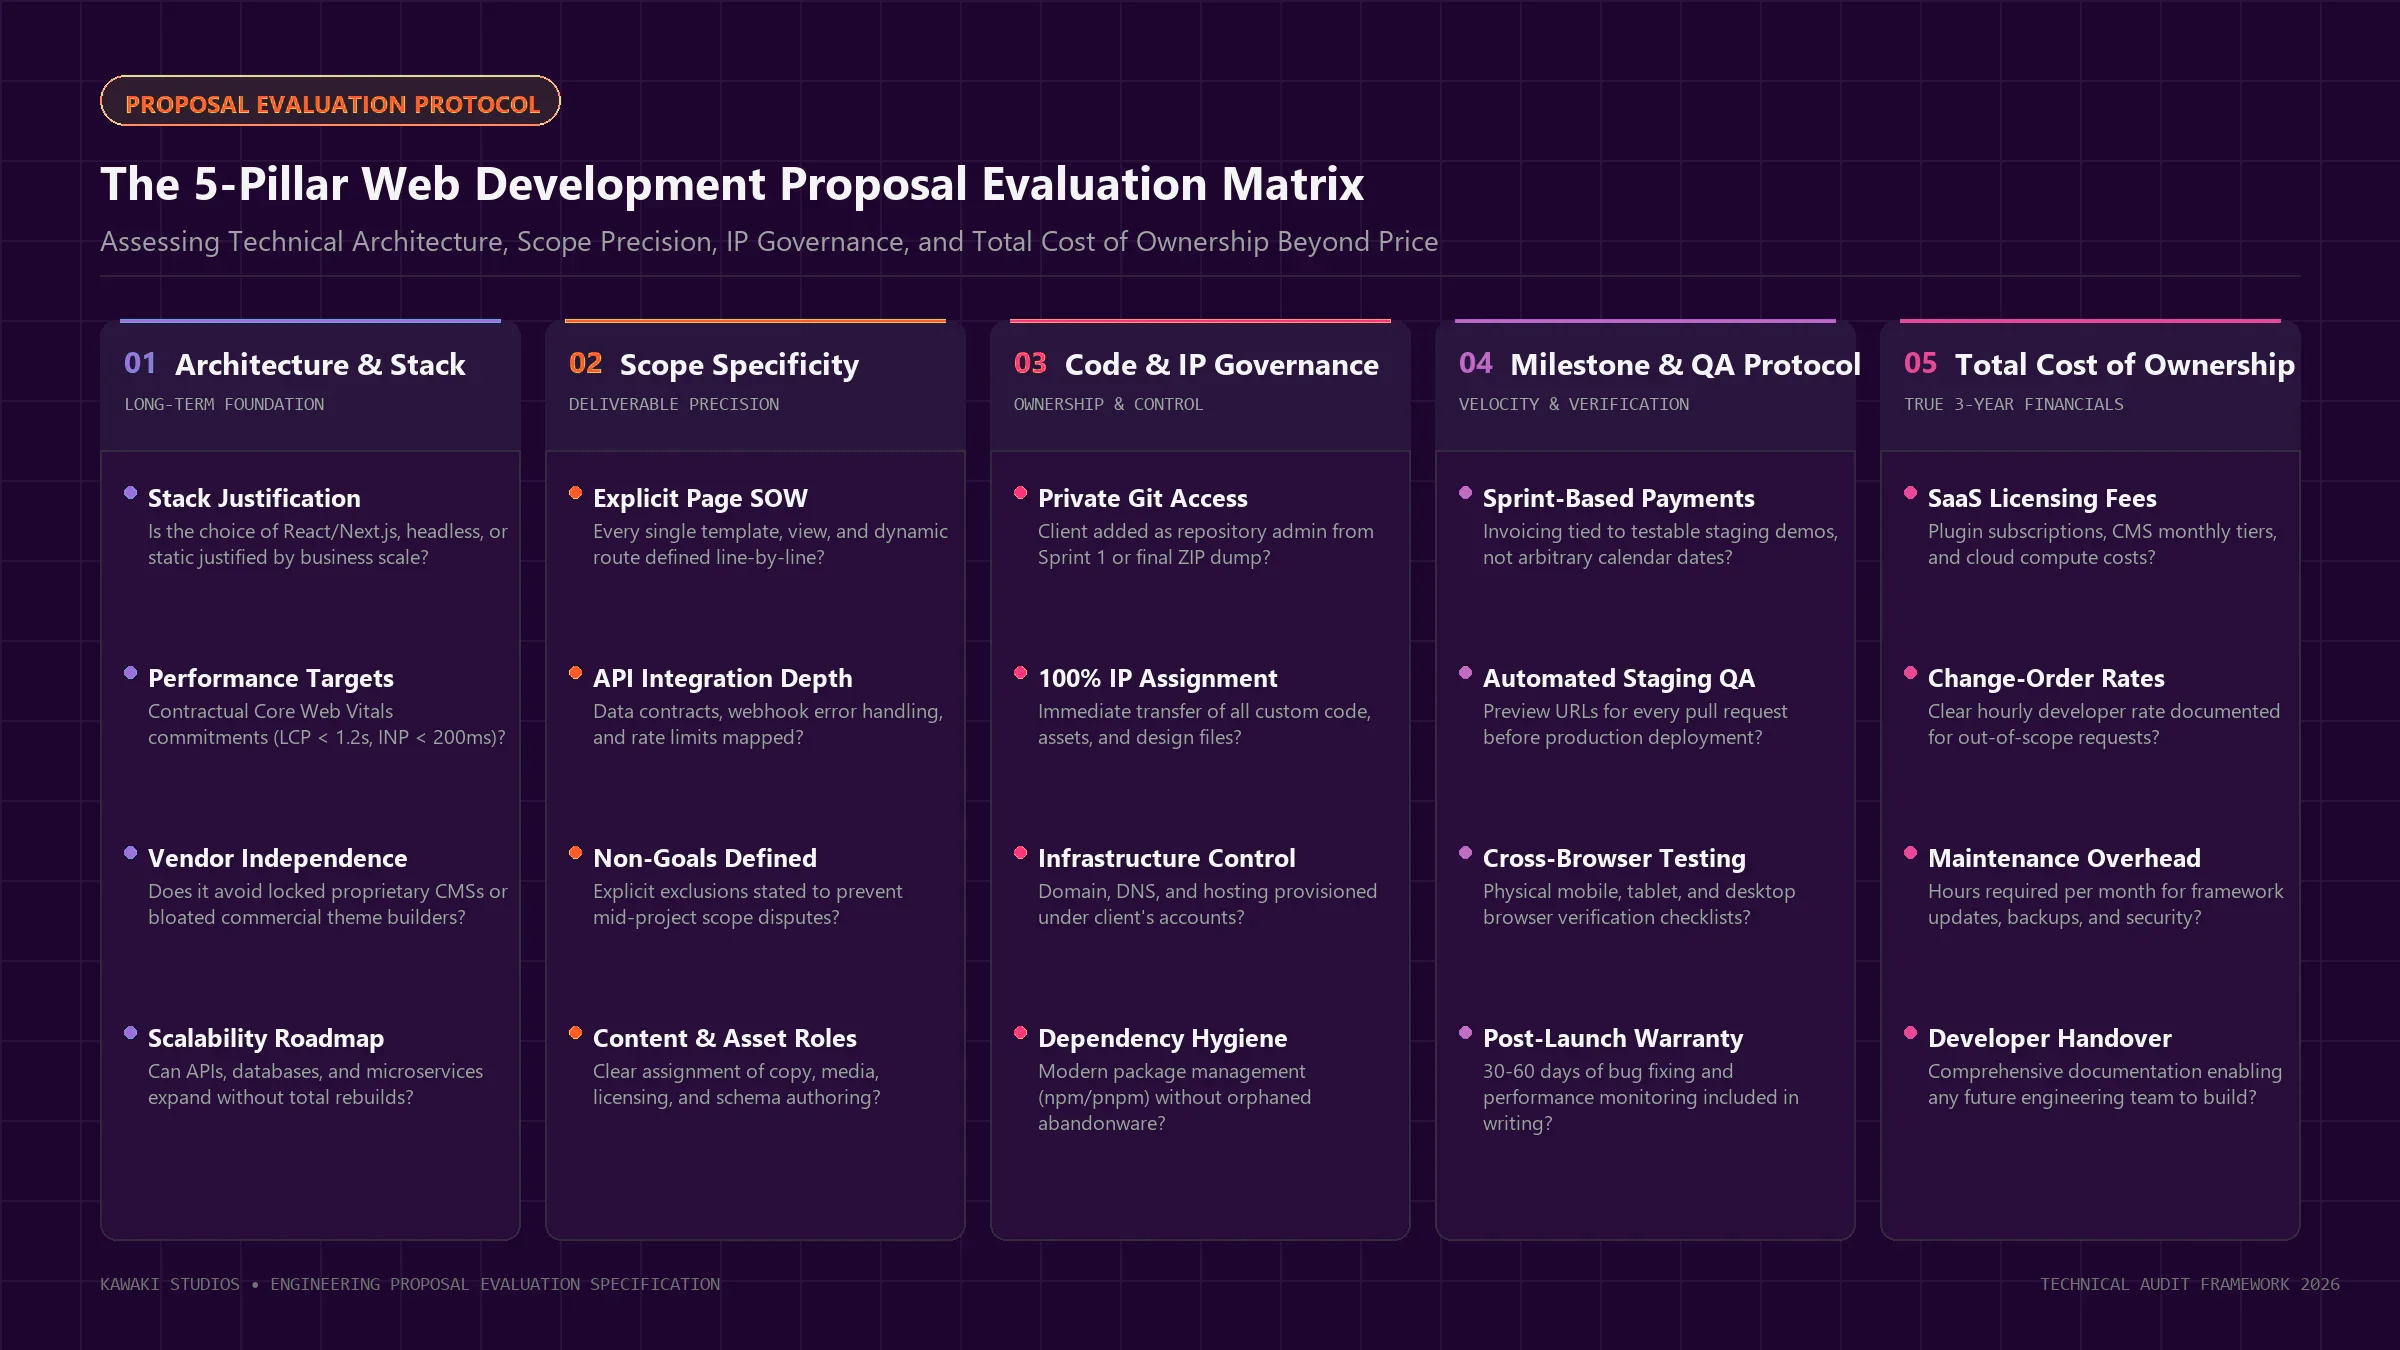 PROPOSAL EVALUATION PROTOCOL
The 5-Pillar Web Development Proposal Evaluation Matrix
Assessing Technical Architecture, Scope Precision, IP Governance, and Total Cost of Ownership Beyond Price
01 Architecture & Stack
LONG-TERM FOUNDATION
Stack Justification
Is the choice of React/Next.js, headless, or
static justified by business scale?
Performance Targets
Contractual Core Web Vitals
commitments (LCP < 1.2s, INP < 200ms)?
Vendor Independence
Does it avoid locked proprietary CMSs or
bloated commercial theme builders?
Scalability Roadmap
Can APIs, databases, and microservices
expand without total rebuilds?
02 Scope Specificity
DELIVERABLE PRECISION
Explicit Page SOW
Every single template, view, and dynamic
route defined line-by-line?
API Integration Depth
Data contracts, webhook error handling,
and rate limits mapped?
Non-Goals Defined
Explicit exclusions stated to prevent
mid-project scope disputes?
Content & Asset Roles
Clear assignment of copy, media,
licensing, and schema authoring?
03 Code & IP Governance
OWNERSHIP & CONTROL
Private Git Access
Client added as repository admin from
Sprint 1 or final ZIP dump?
100% IP Assignment
Immediate transfer of all custom code,
assets, and design files?
Infrastructure Control
Domain, DNS, and hosting provisioned
under client's accounts?
Dependency Hygiene
Modern package management
(npm/pnpm) without orphaned
abandonware?
04 Milestone & QA Protocol
VELOCITY & VERIFICATION
Sprint-Based Payments
Invoicing tied to testable staging demos,
not arbitrary calendar dates?
Automated Staging QA
Preview URLs for every pull request
before production deployment?
Cross-Browser Testing
Physical mobile, tablet, and desktop
browser verification checklists?
Post-Launch Warranty
30-60 days of bug fixing and
performance monitoring included in
writing?
05 Total Cost of Ownership
TRUE 3-YEAR FINANCIALS
SaaS Licensing Fees
Plugin subscriptions, CMS monthly tiers,
and cloud compute costs?
Change-Order Rates
Clear hourly developer rate documented
for out-of-scope requests?
Maintenance Overhead
Hours required per month for framework
updates, backups, and security?
Developer Handover
Comprehensive documentation enabling
any future engineering team to build?
KAWAKI STUDIOS • ENGINEERING PROPOSAL EVALUATION SPECIFICATION
TECHNICAL AUDIT FRAMEWORK 2026